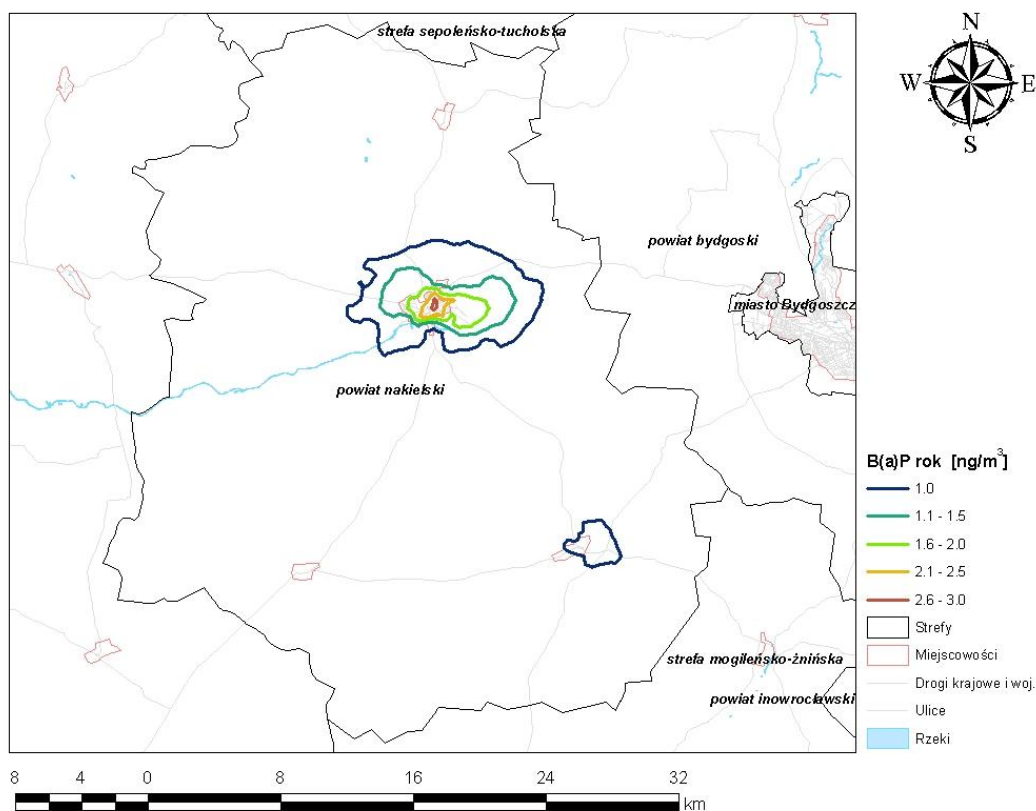 strefa sepoleńsko-tucholska
N
W
E
S
powiat bydgoski
miasto Bydgoszcz
powiat nakielski
strefa mogileńsko-żnińska
powiat inowrocławski
B(a)P rok [ng/m³]
1.0
1.1 - 1.5
1.6 - 2.0
2.1 - 2.5
2.6 - 3.0
Strefy
Miejscowości
Drogi krajowe i woj.
Ulice
Rzeki
8 4 0 8 16 24 32
km